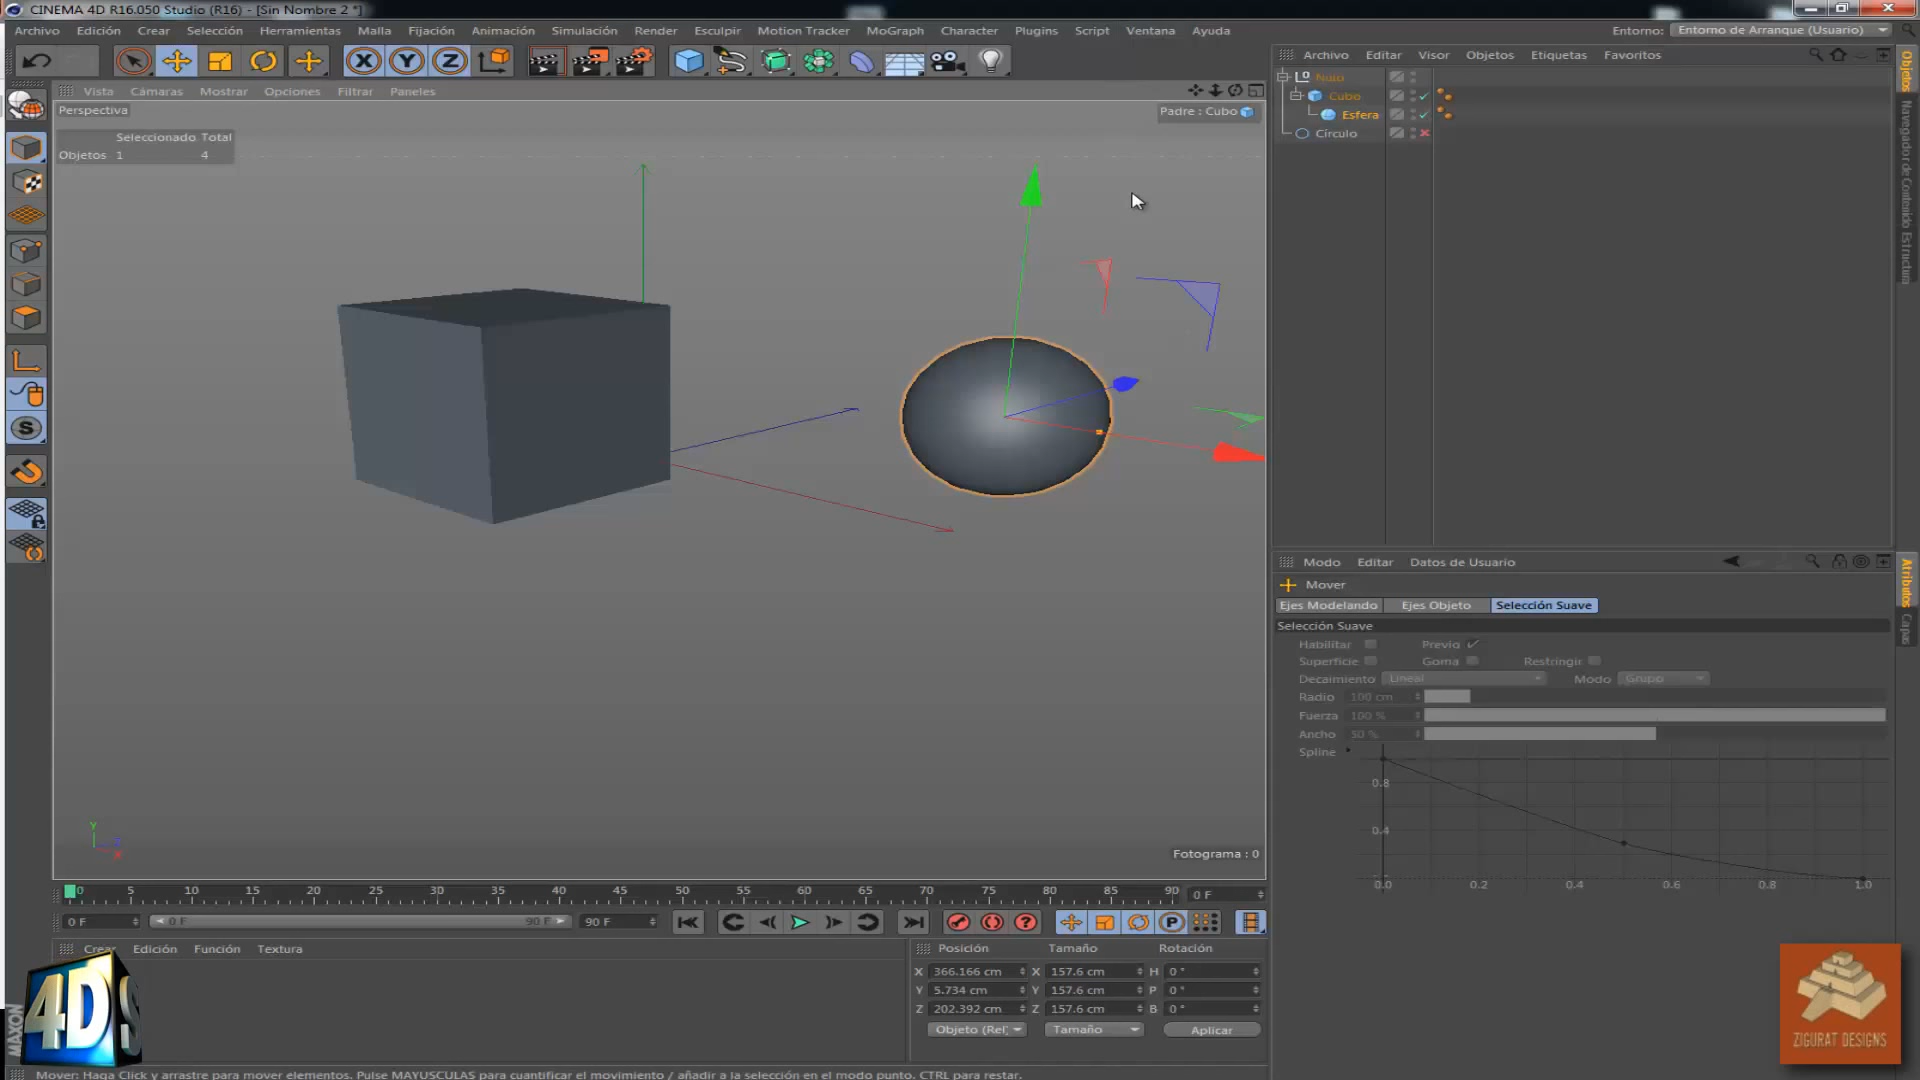 CINEMA 4D R16.050 Studio (R16) - [Sin Nombre 2 *]
Archivo Edición Crear Selección Herramientas Malla Fijación Animación Simulación Render Esculpir Motion Tracker MoGraph Character Plugins Script Ventana Ayuda
Entorno: Entorno de Arranque (Usuario)
Vista Cámaras Mostrar Opciones Filtrar Paneles
Perspectiva
Padre : Cubo
Seleccionado Total
Objetos 1 4
Y
Z
X
Fotograma : 0
Archivo Editar Visor Objetos Etiquetas Favoritos
Nulo
Cubo
Esfera
Círculo
Objetos
Navegador de Contenido
Estructura
Modo Editar Datos de Usuario
Mover
Ejes Modelando Ejes Objeto Selección Suave
Selección Suave
Habilitar Previo
Superficie Goma Restringir
Decaimiento Lineal Modo Grupo
Radio 100 cm
Fuerza 100 %
Ancho 50 %
Spline
0.8
0.4
0.0 0.2 0.4 0.6 0.8 1.0
Atributos
Capas
0 5 10 15 20 25 30 35 40 45 50 55 60 65 70 75 80 85 90 0 F
0 F 0 F 90 F 90 F
Crear Edición Función Textura
Posición Tamaño Rotación
X 366.166 cm X 157.6 cm H 0 °
Y 5.734 cm Y 157.6 cm P 0 °
Z 202.392 cm Z 157.6 cm B 0 °
Objeto (Rel) Tamaño Aplicar
4DS
MAXON
ZIGURAT DESIGNS
Mover: Haga Click y arrastre para mover elementos. Pulse MAYUSCULAS para cuantificar el movimiento / añadir a la selección en el modo punto. CTRL para restar.